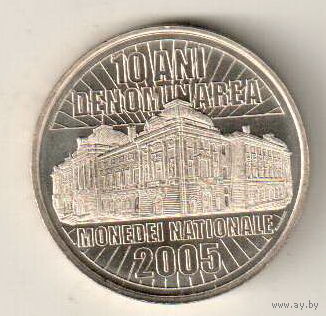 10 ANI
DENOMINAREA
MONEDEI NATIONALE
2005
www.ay.by